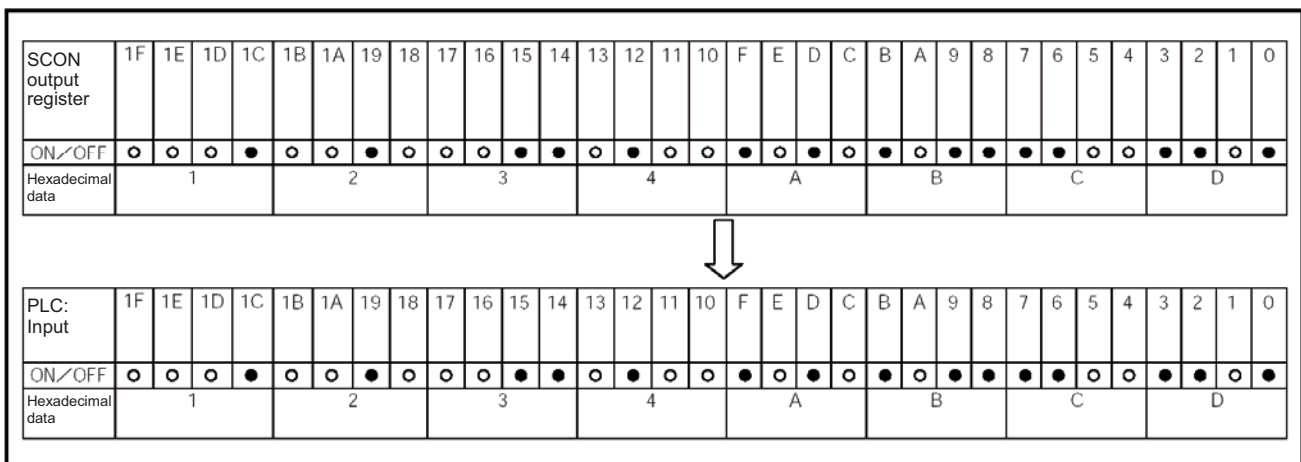 SCON output register 1F 1E 1D 1C 1B 1A 19 18 17 16 15 14 13 12 11 10 F E D C B A 9 8 7 6 5 4 3 2 1 0
ON/OFF ○ ○ ○ ● ○ ○ ● ○ ○ ○ ● ● ○ ● ○ ○ ● ○ ● ○ ● ○ ● ● ● ● ○ ○ ● ● ○ ●
Hexadecimal data 1 2 3 4 A B C D
PLC: Input 1F 1E 1D 1C 1B 1A 19 18 17 16 15 14 13 12 11 10 F E D C B A 9 8 7 6 5 4 3 2 1 0
ON/OFF ○ ○ ○ ● ○ ○ ● ○ ○ ○ ● ● ○ ● ○ ○ ● ○ ● ○ ● ○ ● ● ● ● ○ ○ ● ● ○ ●
Hexadecimal data 1 2 3 4 A B C D